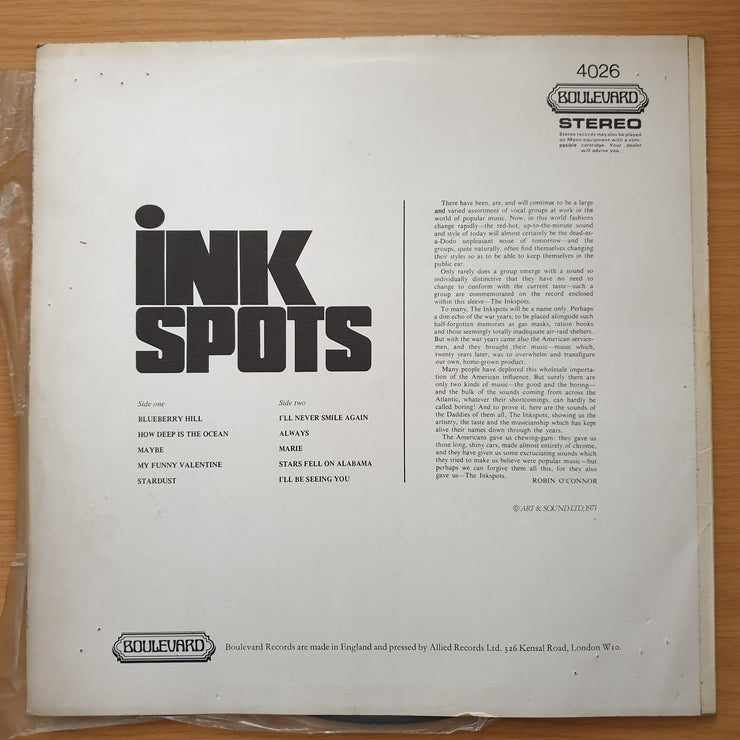 4026
BOULEVARD
STEREO
Stereo records may also be played
on Mono equipment with a com-
patible cartridge. Your dealer
will advise you.
iNK
SPOTS
Side one
BLUEBERRY HILL
HOW DEEP IS THE OCEAN
MAYBE
MY FUNNY VALENTINE
STARDUST
Side two
I'LL NEVER SMILE AGAIN
ALWAYS
MARIE
STARS FELL ON ALABAMA
I'LL BE SEEING YOU
There have been, are, and will continue to be a large
and varied assortment of vocal groups at work in the
world of popular music. Now, in this world fashions
change rapidly—the red-hot, up-to-the-minute sound
and style of today will almost certainly be the dead-as-
a-Dodo unpleasant noise of tomorrow—and the
groups, quite naturally, often find themselves changing
their styles so as to be able to keep themselves in the
public ear.
Only rarely does a group emerge with a sound so
individually distinctive that they have no need to
change to conform with the current taste—such a
group are commemorated on the record enclosed
within this sleeve—The Inkspots.
To many, The Inkspots will be a name only. Perhaps
a dim echo of the war years, to be placed alongside such
half-forgotten memories as gas masks, ration books
and those seemingly totally inadequate air-raid shelters.
But with the war years came also the American service-
men, and they brought their music—music which,
twenty years later, was to overwhelm and transfigure
our own, home-grown product.
Many people have deplored this wholesale importa-
tion of the American influence. But surely there are
only two kinds of music—the good and the boring—
and the bulk of the sounds coming from across the
Atlantic, whatever their shortcomings, can hardly be
called boring! And to prove it, here are the sounds of
the Daddies of them all, The Inkspots, showing us the
artistry, the taste and the musicianship which has kept
alive their names down through the years.
The Americans gave us chewing-gum: they gave us
those long, shiny cars, made almost entirely of chrome,
and they have given us some excruciating sounds which
they tried to make us believe were popular music—but
perhaps we can forgive them all this, for they also
gave us—The Inkspots.
ROBIN O'CONNOR
© ART & SOUND LTD, 1971
BOULEVARD
Boulevard Records are made in England and pressed by Allied Records Ltd. 326 Kensal Road, London W10.